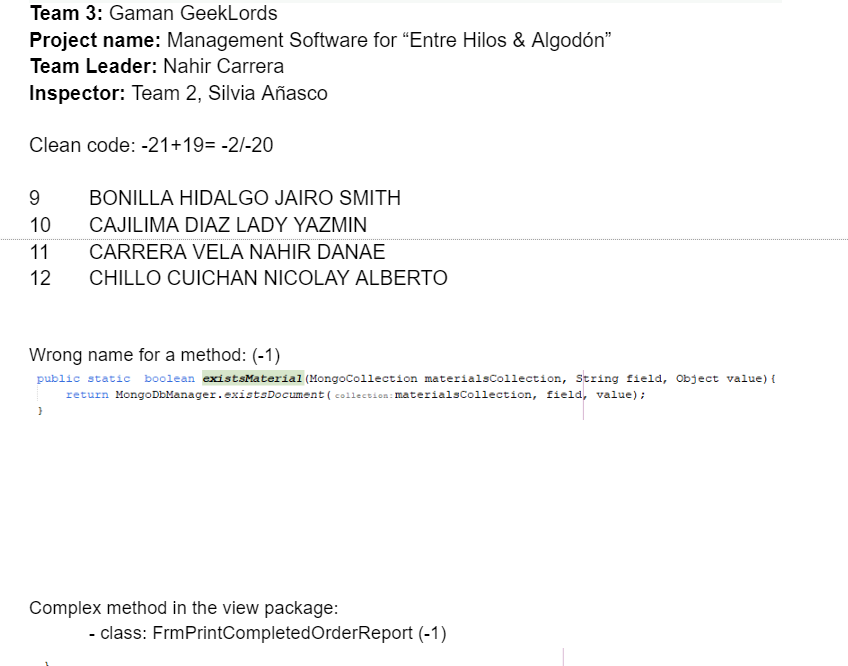 Team 3: Gaman GeekLords
Project name: Management Software for “Entre Hilos & Algodón”
Team Leader: Nahir Carrera
Inspector: Team 2, Silvia Añasco
Clean code: -21+19= -2/-20
9 BONILLA HIDALGO JAIRO SMITH
10 CAJILIMA DIAZ LADY YAZMIN
11 CARRERA VELA NAHIR DANAE
12 CHILLO CUICHAN NICOLAY ALBERTO
Wrong name for a method: (-1)
public static boolean existsMaterial(MongoCollection materialsCollection, String field, Object value){
return MongoDbManager.existsDocument( collection: materialsCollection, field, value);
}
Complex method in the view package:
- class: FrmPrintCompletedOrderReport (-1)